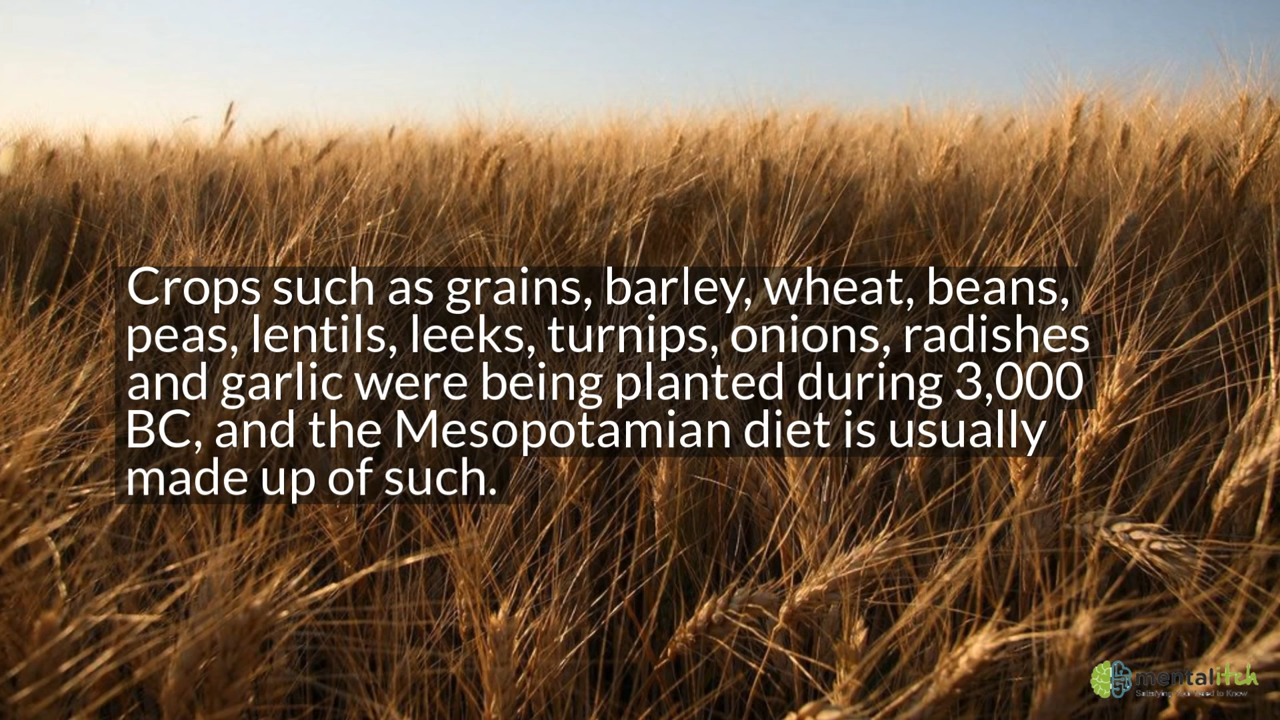 Crops such as grains, barley, wheat, beans,
peas, lentils, leeks, turnips, onions, radishes
and garlic were being planted during 3,000
BC, and the Mesopotamian diet is usually
made up of such.
mentalitch
Satisfying Your Need to Know